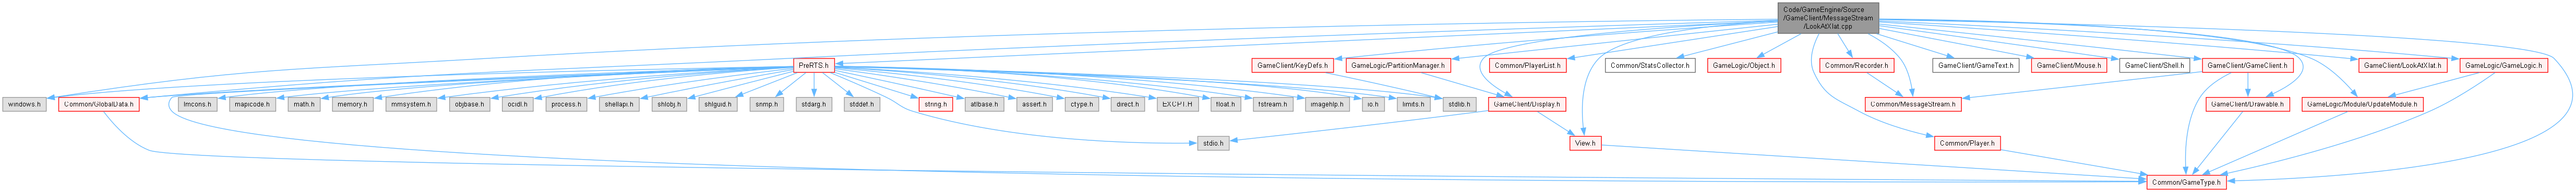 Code/GameEngine/Source
/GameClient/MessageStream
/LookAtXlat.cpp
PreRTS.h
GameClient/KeyDefs.h
GameLogic/PartitionManager.h
Common/PlayerList.h
Common/StatsCollector.h
GameLogic/Object.h
Common/Recorder.h
GameClient/GameText.h
GameClient/Mouse.h
GameClient/Shell.h
GameClient/GameClient.h
GameClient/LookAtXlat.h
GameLogic/GameLogic.h
windows.h
Common/GlobalData.h
lmcons.h
mapicode.h
math.h
memory.h
mmsystem.h
objbase.h
ocidl.h
process.h
shellapi.h
shlobj.h
shlguid.h
snmp.h
stdarg.h
stddef.h
string.h
atlbase.h
assert.h
ctype.h
direct.h
EXCPT.H
float.h
fstream.h
imagehlp.h
io.h
limits.h
stdlib.h
GameClient/Display.h
Common/MessageStream.h
GameClient/Drawable.h
GameLogic/Module/UpdateModule.h
stdio.h
View.h
Common/Player.h
Common/GameType.h